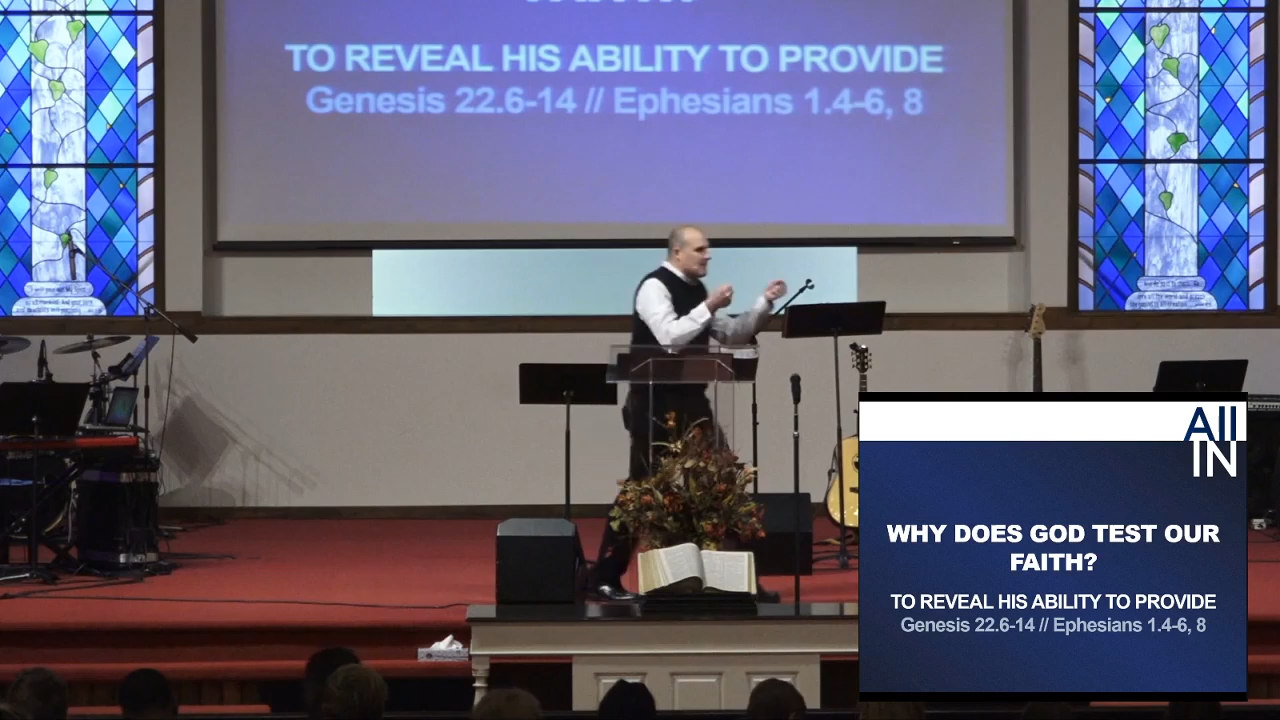 TO REVEAL HIS ABILITY TO PROVIDE
Genesis 22.6-14 // Ephesians 1.4-6, 8
All
IN
WHY DOES GOD TEST OUR
FAITH?
TO REVEAL HIS ABILITY TO PROVIDE
Genesis 22.6-14 // Ephesians 1.4-6, 8